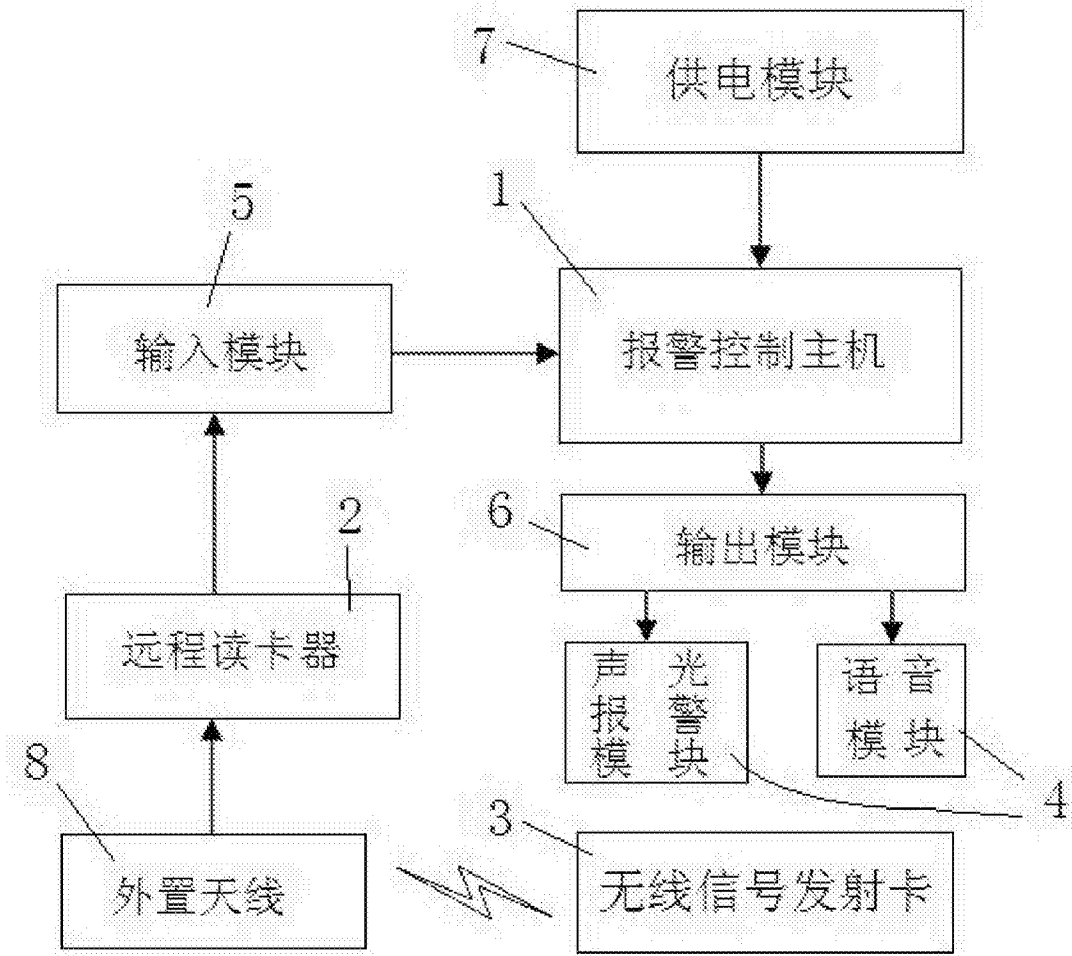 7
供电模块
1
报警控制主机
5
输入模块
6
输出模块
2
远程读卡器
声 光
报 警
模 块
语 音
模 块
4
8
外置天线
3
无线信号发射卡